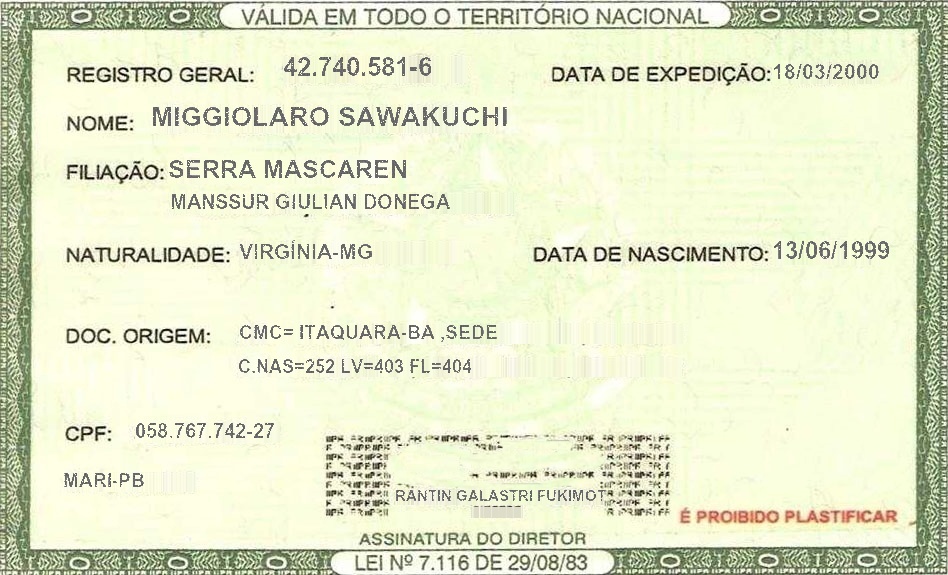 VÁLIDA EM TODO O TERRITÓRIO NACIONAL
REGISTRO GERAL: 42.740.581-6 DATA DE EXPEDIÇÃO: 18/03/2000
NOME: MIGGIOLARO SAWAKUCHI
FILIAÇÃO: SERRA MASCAREN
MANSSUR GIULIAN DONEGA
NATURALIDADE: VIRGÍNIA-MG DATA DE NASCIMENTO: 13/06/1999
DOC. ORIGEM: CMC= ITAQUARA-BA ,SEDE
C.NAS=252 LV=403 FL=404
CPF: 058.767.742-27
MARI-PB
RANTIN GALASTRI FUKIMOT
É PROIBIDO PLASTIFICAR
ASSINATURA DO DIRETOR
LEI Nº 7.116 DE 29/08/83